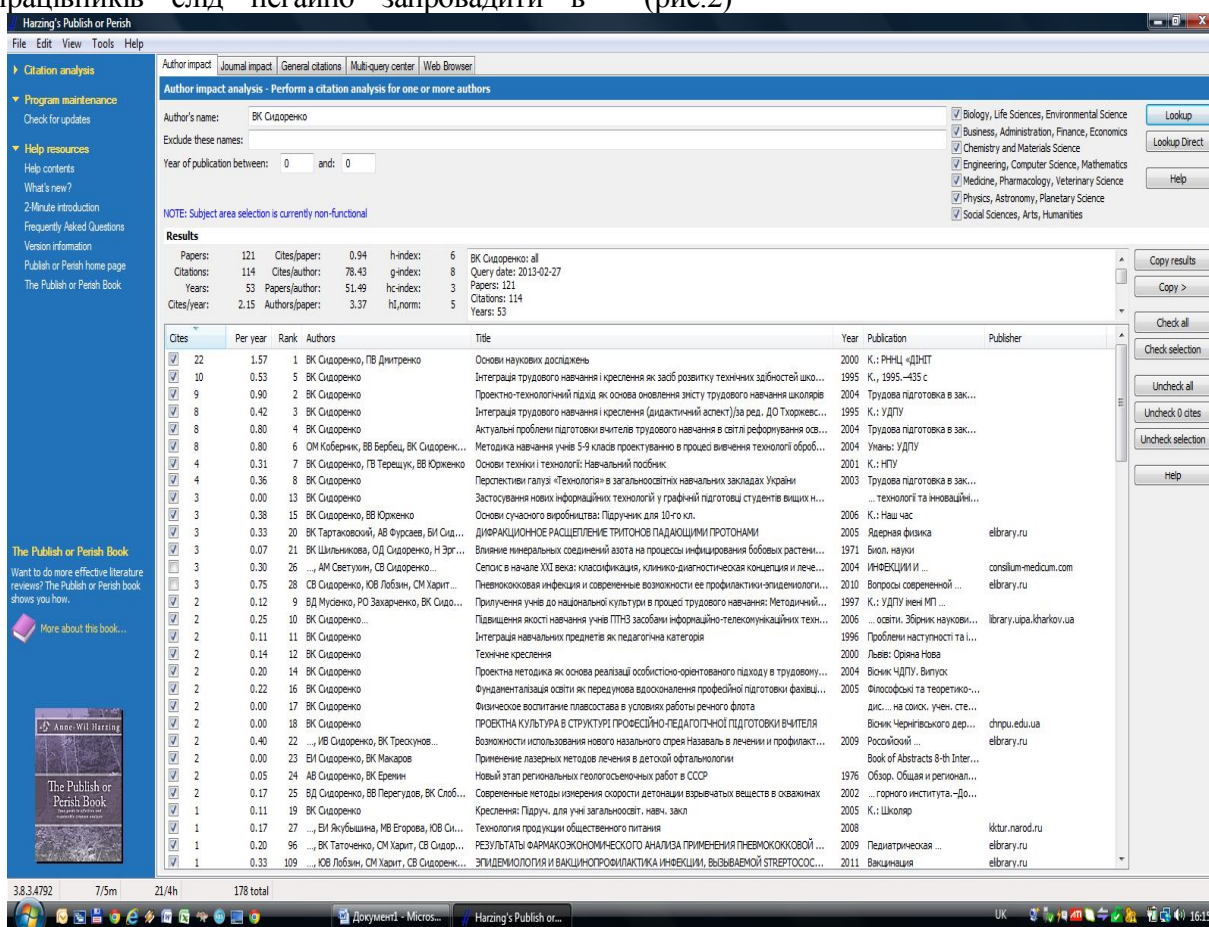 працівників слід негайно запровадити в (рис.2)
Harzing's Publish or Perish
File Edit View Tools Help
Citation analysis
Program maintenance
Check for updates
Help resources
Help contents
What's new?
2-Minute introduction
Frequently Asked Questions
Version information
Publish or Perish home page
The Publish or Perish Book
The Publish or Perish Book
Want to do more effective literature
reviews? The Publish or Perish book
shows you how.
More about this book...
Anne-Wil Harzing
The Publish or
Perish Book
Author impact Journal impact General citations Multi-query center Web Browser
Author impact analysis - Perform a citation analysis for one or more authors
Author's name: ВК Сидоренко
Exclude these names:
Year of publication between: 0 and: 0
NOTE: Subject area selection is currently non-functional
Biology, Life Sciences, Environmental Science
Business, Administration, Finance, Economics
Chemistry and Materials Science
Engineering, Computer Science, Mathematics
Medicine, Pharmacology, Veterinary Science
Physics, Astronomy, Planetary Science
Social Sciences, Arts, Humanities
Lookup
Lookup Direct
Help
Results
Papers: 121 Cites/paper: 0.94 h-index: 6
Citations: 114 Cites/author: 78.43 g-index: 8
Years: 53 Papers/author: 51.49 hc-index: 3
Cites/year: 2.15 Authors/paper: 3.37 hI,norm: 5
ВК Сидоренко: all
Query date: 2013-02-27
Papers: 121
Citations: 114
Years: 53
Copy results
Copy >
Check all
Check selection
Uncheck all
Uncheck 0 cites
Uncheck selection
Help
Cites Per year Rank Authors Title Year Publication Publisher
22 1.57 1 ВК Сидоренко, ПВ Дмитренко Основи наукових досліджень 2000 К.: РННЦ «ДІНІТ
10 0.53 5 ВК Сидоренко Інтеграція трудового навчання і креслення як засіб розвитку технічних здібностей шко... 1995 К., 1995.–435 с
9 0.90 2 ВК Сидоренко Проектно-технологічний підхід як основа оновлення змісту трудового навчання школярів 2004 Трудова підготовка в зак...
8 0.42 3 ВК Сидоренко Інтеграція трудового навчання і креслення (дидактичний аспект)/за ред. ДО Тхоржевс... 1995 К.: УДПУ
8 0.80 4 ВК Сидоренко Актуальні проблеми підготовки вчителів трудового навчання в світлі реформування осв... 2004 Трудова підготовка в зак...
8 0.80 6 ОМ Коберник, ВВ Бербец, ВК Сидоренк... Методика навчання учнів 5-9 класів проектуванню в процесі вивчення технології оброб... 2004 Умань: УДПУ
4 0.31 7 ВК Сидоренко, ГВ Терещук, ВВ Юрженко Основи техніки і технології: Навчальний посібник 2001 К.: НПУ
4 0.36 8 ВК Сидоренко Перспективи галузі «Технологія» в загальноосвітніх навчальних закладах України 2003 Трудова підготовка в зак...
3 0.00 13 ВК Сидоренко Застосування нових інформаційних технологій у графічній підготовці студентів вищих н... ... технології та інноваційні...
3 0.38 15 ВК Сидоренко, ВВ Юрженко Основи сучасного виробництва: Підручник для 10-го кл. 2006 К.: Наш час
3 0.33 20 ВК Тартаковский, АВ Фурсаев, БИ Сид... ДИФРАКЦИОННОЕ РАСЩЕПЛЕНИЕ ТРИТОНОВ ПАДАЮЩИМИ ПРОТОНАМИ 2005 Ядерная физика elibrary.ru
3 0.07 21 ВК Шильникова, ОД Сидоренко, Н Эрг... Влияние минеральных соединений азота на процессы инфицирования бобовых растени... 1971 Биол. науки
3 0.30 26 ..., АМ Светухин, СВ Сидоренко... Сепсис в начале XXI века: классификация, клинико-диагностическая концепция и лече... 2004 ИНФЕКЦИИ И ... consilium-medicum.com
3 0.75 28 СВ Сидоренко, ЮВ Лобзин, СМ Харит... Пневмококковая инфекция и современные возможности ее профилактики-эпидемиологи... 2010 Вопросы современной ... elibrary.ru
2 0.12 9 ВД Мусієнко, РО Захарченко, ВК Сидо... Прилучення учнів до національної культури в процесі трудового навчання: Методичний... 1997 К.: УДПУ імені МП ...
2 0.25 10 ВК Сидоренко... Підвищення якості навчання учнів ПТНЗ засобами інформаційно-телекомунікаційних техн... 2006 ... освіти. Збірник наукови... library.uipa.kharkov.ua
2 0.11 11 ВК Сидоренко Інтеграція навчальних предметів як педагогічна категорія 1996 Проблеми наступності та і...
2 0.14 12 ВК Сидоренко Технічне креслення 2000 Львів: Оріяна Нова
2 0.20 14 ВК Сидоренко Проектна методика як основа реалізації особистісно-орієнтованого підходу в трудовому... 2004 Вісник ЧДПУ. Випуск
2 0.22 16 ВК Сидоренко Фундаменталізація освіти як передумова вдосконалення професійної підготовки фахівці... 2005 Філософські та теоретико-...
2 0.00 17 ВК Сидоренко Физическое воспитание плавсостава в условиях работы речного флота дис.... на соиск. учен. сте...
2 0.00 18 ВК Сидоренко ПРОЕКТНА КУЛЬТУРА В СТРУКТУРІ ПРОФЕСІЙНО-ПЕДАГОГІЧНОЇ ПІДГОТОВКИ ВЧИТЕЛЯ Вісник Чернігівського дер... chnpu.edu.ua
2 0.40 22 ..., ИВ Сидоренко, ВК Трескунов... Возможности использования нового назального спрея Назаваль в лечении и профилакт... 2009 Российский ... elibrary.ru
2 0.00 23 ЕИ Сидоренко, ВК Макаров Применение лазерных методов лечения в детской офтальмологии Book of Abstracts 8-th Inter...
2 0.05 24 АВ Сидоренко, ВК Еремин Новый этап региональных геологосъемочных работ в СССР 1976 Обзор. Общая и регионал...
2 0.17 25 ВД Сидоренко, ВВ Перегудов, ВК Слоб... Современные методы измерения скорости детонации взрывчатых веществ в скважинах 2002 ... горного института.–До...
1 0.11 19 ВК Сидоренко Креслення: Підруч. для учні загальноосвіт. навч. закл 2005 К.: Школяр
1 0.17 27 ..., ЕИ Якубышина, МВ Егорова, ЮВ Си... Технология продукции общественного питания 2008 kktur.narod.ru
1 0.20 96 ..., ВК Таточенко, СМ Харит, СВ Сидор... РЕЗУЛЬТАТЫ ФАРМАКОЭКОНОМИЧЕСКОГО АНАЛИЗА ПРИМЕНЕНИЯ ПНЕВМОКОККОВОЙ ... 2009 Педиатрическая ... elibrary.ru
1 0.33 109 ..., ЮВ Лобзин, СМ Харит, СВ Сидоренк... ЭПИДЕМИОЛОГИЯ И ВАКЦИНОПРОФИЛАКТИКА ИНФЕКЦИИ, ВЫЗЫВАЕМОЙ STREPTOCOC... 2011 Вакцинация elibrary.ru
3.8.3.4792 7/5m 21/4h 178 total
Документ1 - Micros... Harzing's Publish or... UK 16:15